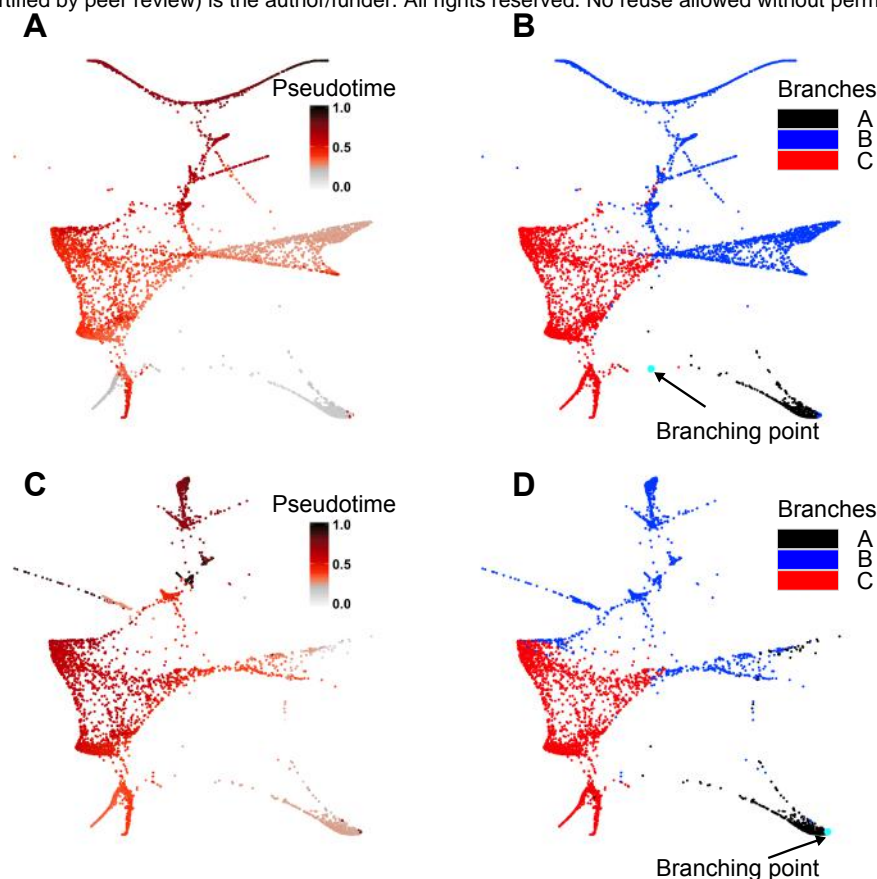 tified by peer review) is the author/funder. All rights reserved. No reuse allowed without perm
A
B
Pseudotime
1.0
0.5
0.0
Branches
A
B
C
Branching point
C
D
Pseudotime
1.0
0.5
0.0
Branches
A
B
C
Branching point